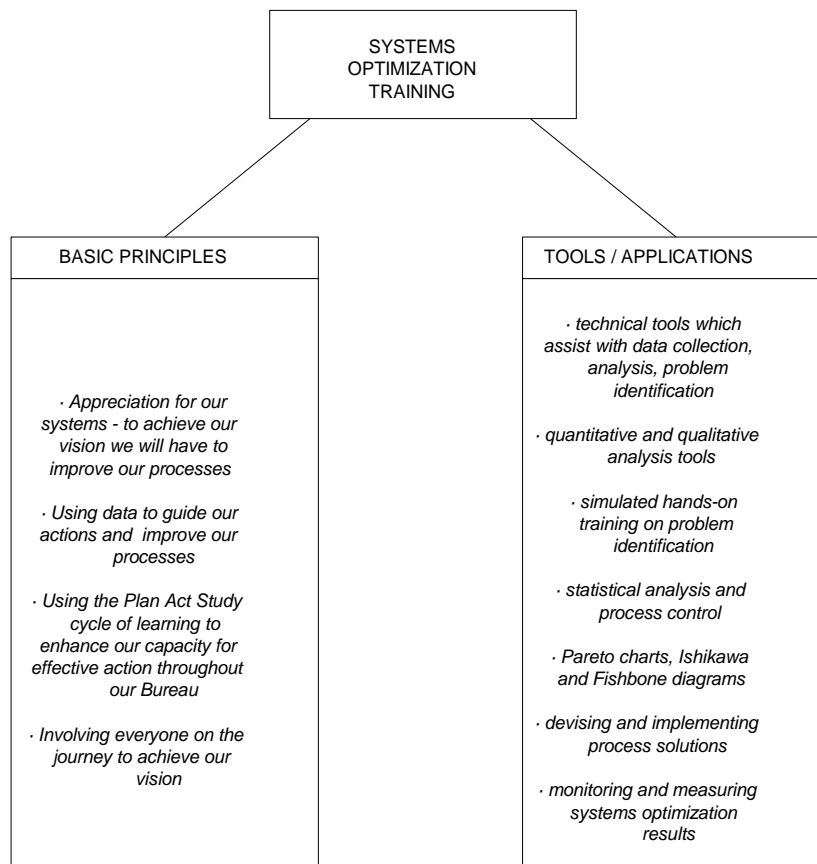 SYSTEMS
OPTIMIZATION
TRAINING
BASIC PRINCIPLES
· Appreciation for our
systems - to achieve our
vision we will have to
improve our processes
· Using data to guide our
actions and  improve our
processes
· Using the Plan Act Study
cycle of learning to
enhance our capacity for
effective action throughout
our Bureau
· Involving everyone on the
journey to achieve our
vision
TOOLS / APPLICATIONS
· technical tools which
assist with data collection,
analysis, problem
identification
· quantitative and qualitative
analysis tools
· simulated hands-on
training on problem
identification
· statistical analysis and
process control
· Pareto charts, Ishikawa
and Fishbone diagrams
· devising and implementing
process solutions
· monitoring and measuring
systems optimization
results